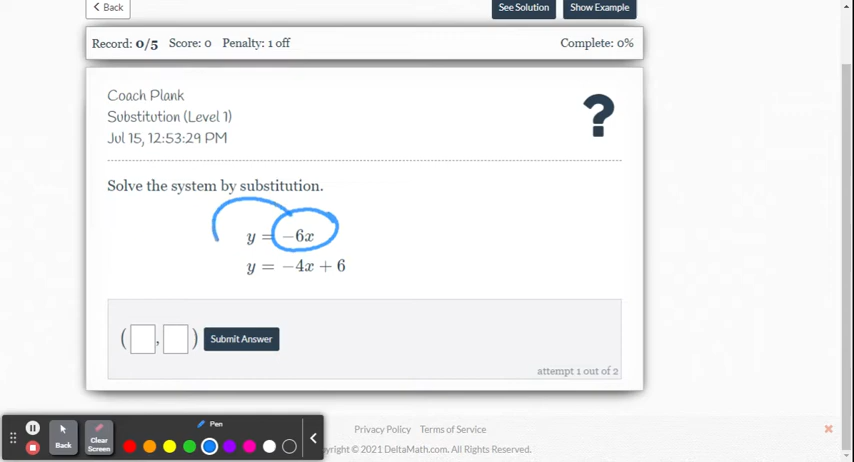 Back
See Solution
Show Example
Record: 0/5 Score: 0 Penalty: 1 off Complete: 0%
Coach Plank
Substitution (Level 1)
Jul 15, 12:53:29 PM
?
Solve the system by substitution.
y = −6x
y = −4x + 6
( , ) Submit Answer
attempt 1 out of 2
Pen
Back
Clear Screen
Privacy Policy Terms of Service
pyright © 2021 DeltaMath.com. All Rights Reserved.